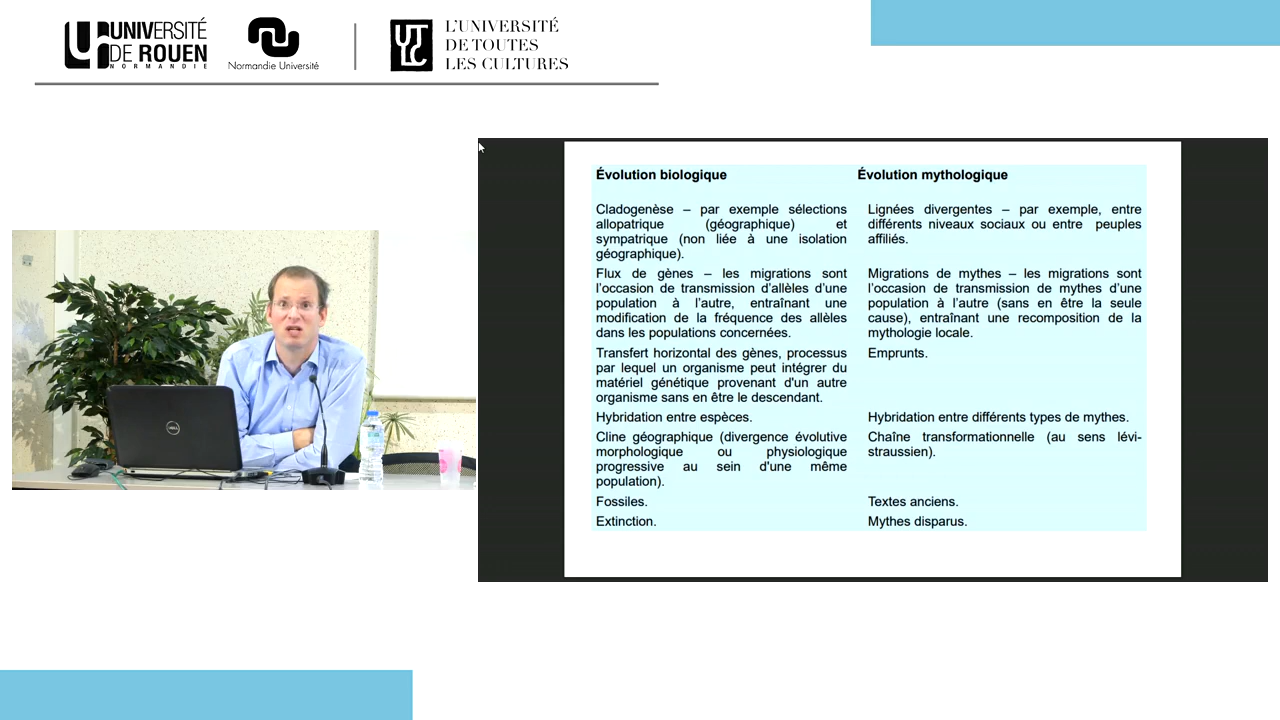 UNIVERSITÉ
DE ROUEN
NORMANDIE
Normandie Université
UTLC
L'UNIVERSITÉ
DE TOUTES
LES CULTURES
Évolution biologique
Évolution mythologique
Cladogenèse – par exemple sélections
allopatrique (géographique) et
sympatrique (non liée à une isolation
géographique).
Lignées divergentes – par exemple, entre
différents niveaux sociaux ou entre peuples
affiliés.
Flux de gènes – les migrations sont
l'occasion de transmission d'allèles d'une
population à l'autre, entraînant une
modification de la fréquence des allèles
dans les populations concernées.
Migrations de mythes – les migrations sont
l'occasion de transmission de mythes d'une
population à l'autre (sans en être la seule
cause), entraînant une recomposition de la
mythologie locale.
Transfert horizontal des gènes, processus
par lequel un organisme peut intégrer du
matériel génétique provenant d'un autre
organisme sans en être le descendant.
Emprunts.
Hybridation entre espèces.
Hybridation entre différents types de mythes.
Cline géographique (divergence évolutive
morphologique ou physiologique
progressive au sein d'une même
population).
Chaîne transformationnelle (au sens lévi-
straussien).
Fossiles.
Textes anciens.
Extinction.
Mythes disparus.
DELL